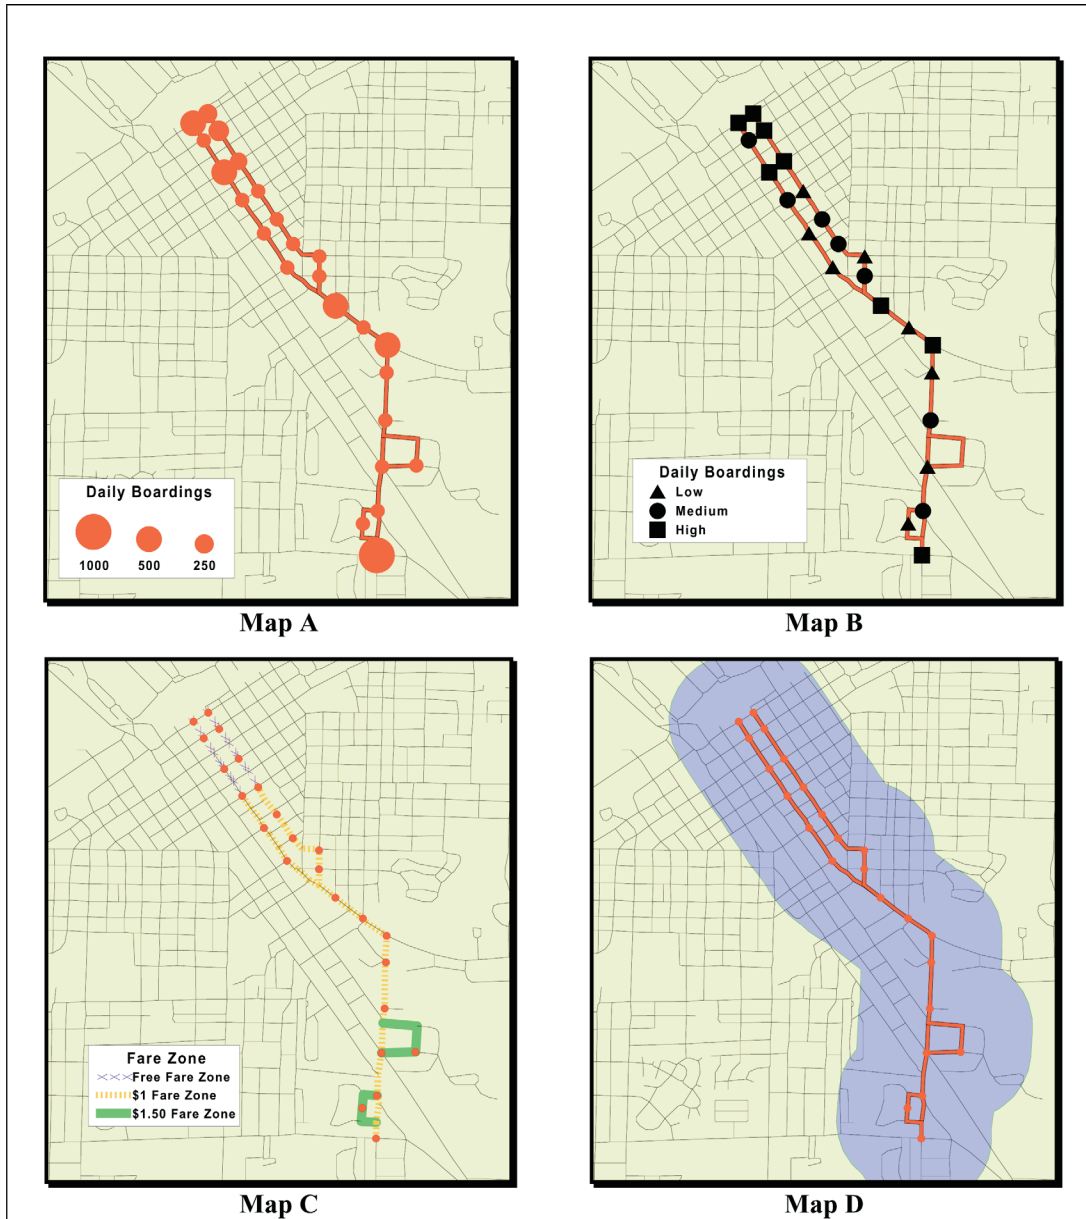 Daily Boardings
1000 500 250
Map A
Daily Boardings
Low
Medium
High
Map B
Fare Zone
Free Fare Zone
$1 Fare Zone
$1.50 Fare Zone
Map C
Map D